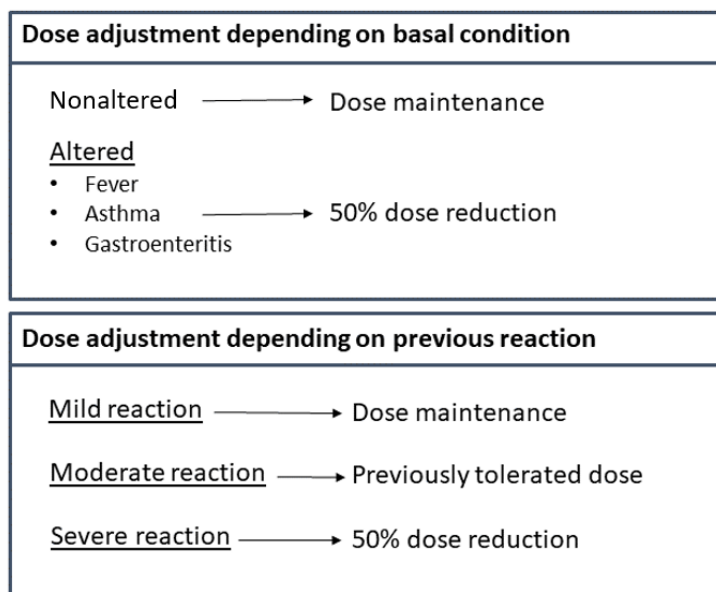 Dose adjustment depending on basal condition
Nonaltered
Dose maintenance
Altered
• Fever
• Asthma
50% dose reduction
• Gastroenteritis
Dose adjustment depending on previous reaction
Mild reaction
Dose maintenance
Moderate reaction
Previously tolerated dose
Severe reaction
50% dose reduction